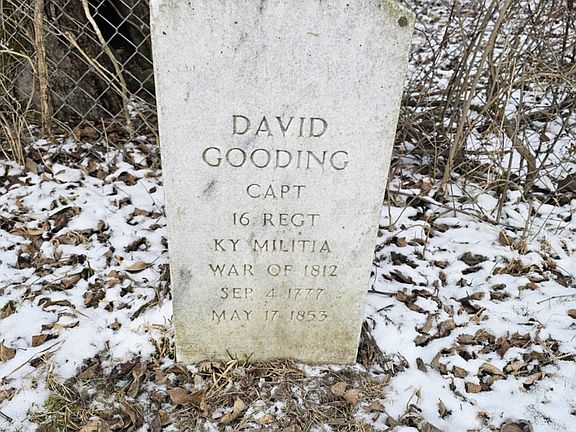 DAVID
GOODING
CAPT
16 REGT
KY MILITIA
WAR OF 1812
SEP 4 1777
MAY 17 1853